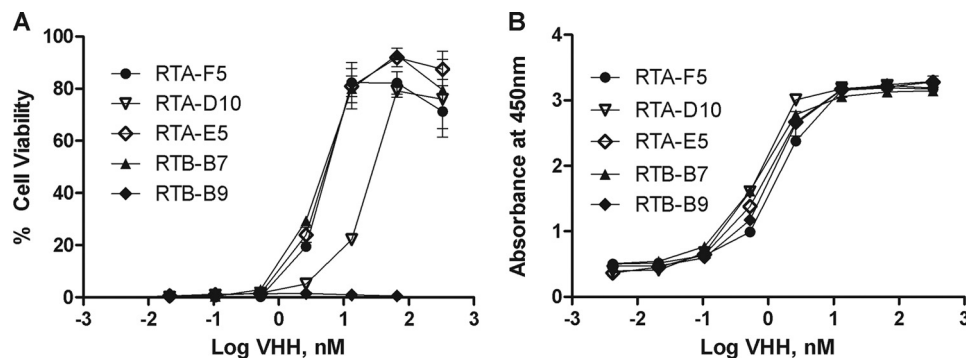 A
% Cell Viability
100
80
60
40
20
0
RTA-F5
RTA-D10
RTA-E5
RTB-B7
RTB-B9
-3 -2 -1 0 1 2 3
Log VHH, nM
B
Absorbance at 450nm
4
3
2
1
0
RTA-F5
RTA-D10
RTA-E5
RTB-B7
RTB-B9
-3 -2 -1 0 1 2 3
Log VHH, nM